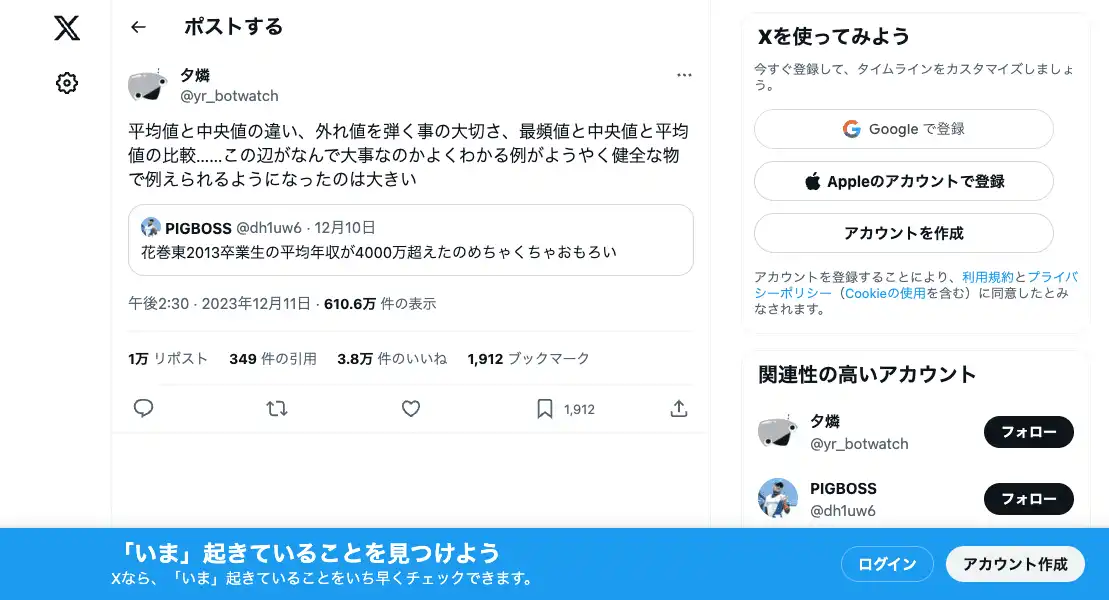 ポストする
夕燐
@yr_botwatch
平均値と中央値の違い、外れ値を弾く事の大切さ、最頻値と中央値と平均
値の比較......この辺がなんで大事なのかよくわかる例がようやく健全な物
で例えられるようになったのは大きい
PIGBOSS @dh1uw6 · 12月10日
花巻東2013卒業生の平均年収が4000万超えたのめちゃくちゃおもろい
午後2:30 · 2023年12月11日 · 610.6万 件の表示
1万 リポスト 349 件の引用 3.8万 件のいいね 1,912 ブックマーク
1,912
Xを使ってみよう
今すぐ登録して、タイムラインをカスタマイズしましょ
う。
Google で登録
Appleのアカウントで登録
アカウントを作成
アカウントを登録することにより、利用規約とプライバ
シーポリシー（Cookieの使用を含む）に同意したとみ
なされます。
関連性の高いアカウント
夕燐
@yr_botwatch
フォロー
PIGBOSS
@dh1uw6
フォロー
「いま」起きていることを見つけよう
Xなら、「いま」起きていることをいち早くチェックできます。
ログイン
アカウント作成